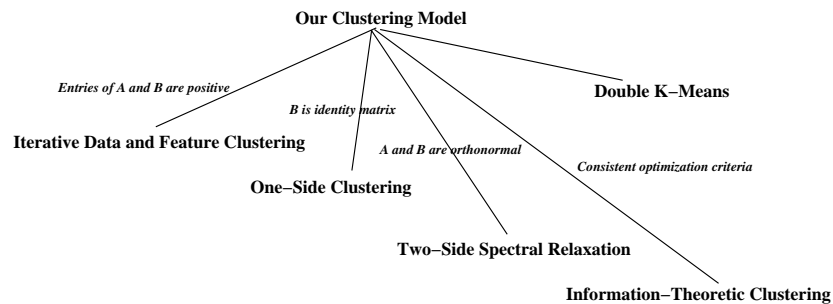 Our Clustering Model
Entries of A and B are positive
Double K−Means
B is identity matrix
Iterative Data and Feature Clustering
A and B are orthonormal
Consistent optimization criteria
One−Side Clustering
Two−Side Spectral Relaxation
Information−Theoretic Clustering